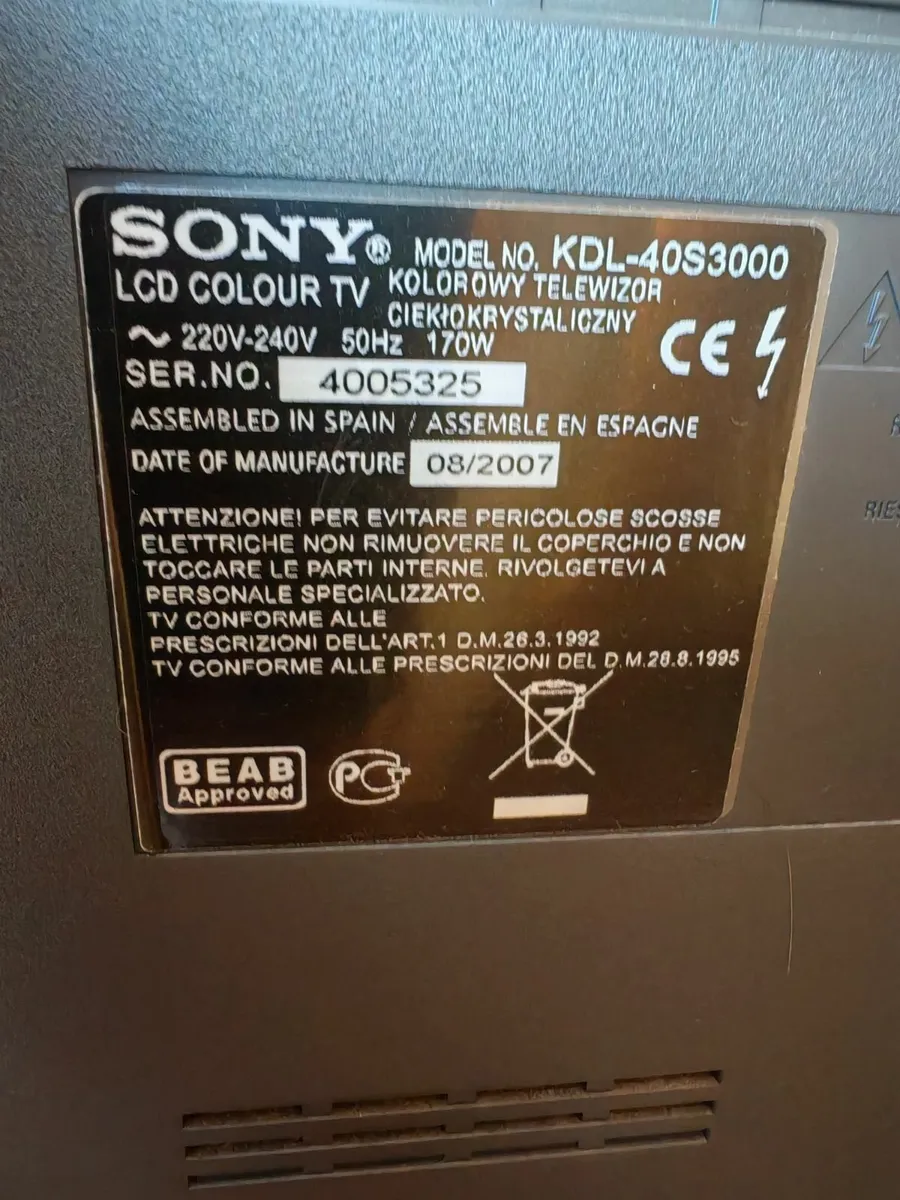 SONY® MODEL NO. KDL-40S3000
LCD COLOUR TV KOLOROWY TELEWIZOR
CIEKŁOKRYSTALICZNY
~ 220V-240V 50Hz 170W
CE
SER.NO. 4005325
ASSEMBLED IN SPAIN / ASSEMBLE EN ESPAGNE
DATE OF MANUFACTURE 08/2007
ATTENZIONE! PER EVITARE PERICOLOSE SCOSSE
ELETTRICHE NON RIMUOVERE IL COPERCHIO E NON
TOCCARE LE PARTI INTERNE. RIVOLGETEVI A
PERSONALE SPECIALIZZATO.
TV CONFORME ALLE
PRESCRIZIONI DELL'ART.1 D.M.26.3.1992
TV CONFORME ALLE PRESCRIZIONI DEL D.M.28.8.1995
BEAB
Approved